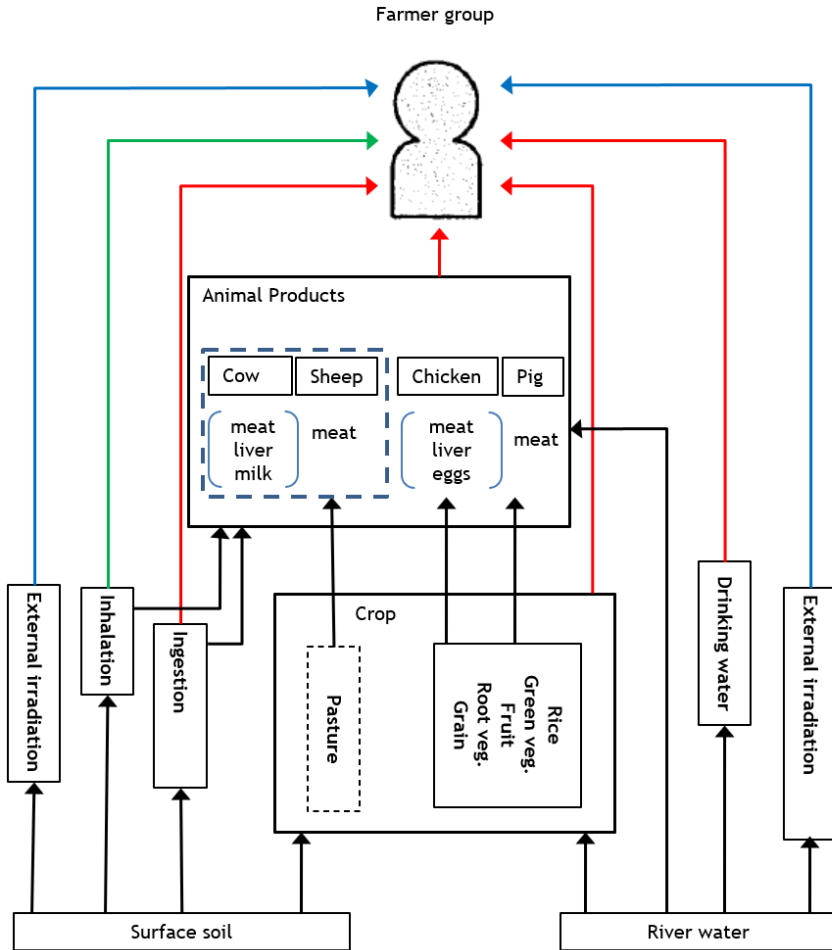 Farmer group
Animal Products
Cow
Sheep
Chicken
Pig
meat
liver
milk
meat
meat
liver
eggs
meat
External irradiation
Inhalation
Ingestion
Crop
Pasture
Rice
Green veg.
Fruit
Root veg.
Grain
Drinking water
External irradiation
Surface soil
River water